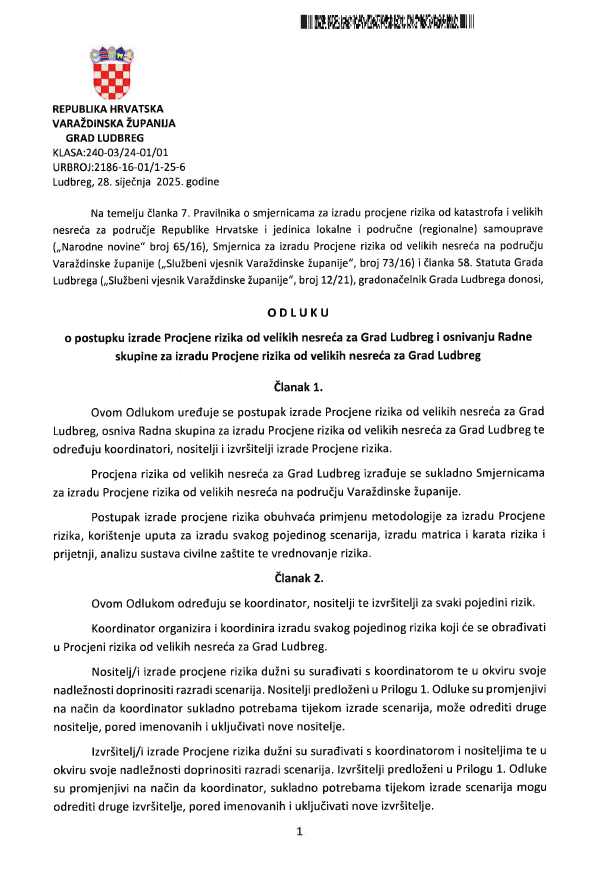 REPUBLIKA HRVATSKA
VARAŽDINSKA ŽUPANIJA
GRAD LUDBREG
KLASA:240-03/24-01/01
URBROJ:2186-16-01/1-25-6
Ludbreg, 28. siječnja 2025. godine
Na temelju članka 7. Pravilnika o smjernicama za izradu procjene rizika od katastrofa i velikih
nesreća za područje Republike Hrvatske i jedinica lokalne i područne (regionalne) samouprave
(„Narodne novine“ broj 65/16), Smjernica za izradu Procjene rizika od velikih nesreća na području
Varaždinske županije („Službeni vjesnik Varaždinske županije“, broj 73/16) i članka 58. Statuta Grada
Ludbrega („Službeni vjesnik Varaždinske županije“, broj 12/21), gradonačelnik Grada Ludbrega donosi,
O D L U K U
o postupku izrade Procjene rizika od velikih nesreća za Grad Ludbreg i osnivanju Radne
skupine za izradu Procjene rizika od velikih nesreća za Grad Ludbreg
Članak 1.
Ovom Odlukom uređuje se postupak izrade Procjene rizika od velikih nesreća za Grad
Ludbreg, osniva Radna skupina za izradu Procjene rizika od velikih nesreća za Grad Ludbreg te
određuju koordinatori, nositelji i izvršitelji izrade Procjene rizika.
Procjena rizika od velikih nesreća za Grad Ludbreg izrađuje se sukladno Smjernicama
za izradu Procjene rizika od velikih nesreća na području Varaždinske županije.
Postupak izrade procjene rizika obuhvaća primjenu metodologije za izradu Procjene
rizika, korištenje uputa za izradu svakog pojedinog scenarija, izradu matrica i karata rizika i
prijetnji, analizu sustava civilne zaštite te vrednovanje rizika.
Članak 2.
Ovom Odlukom određuju se koordinator, nositelji te izvršitelji za svaki pojedini rizik.
Koordinator organizira i koordinira izradu svakog pojedinog rizika koji će se obrađivati
u Procjeni rizika od velikih nesreća za Grad Ludbreg.
Nositelj/i izrade procjene rizika dužni su surađivati s koordinatorom te u okviru svoje
nadležnosti doprinositi razradi scenarija. Nositelji predloženi u Prilogu 1. Odluke su promjenjivi
na način da koordinator sukladno potrebama tijekom izrade scenarija, može odrediti druge
nositelje, pored imenovanih i uključivati nove nositelje.
Izvršitelj/i izrade Procjene rizika dužni su surađivati s koordinatorom i nositeljima te u
okviru svoje nadležnosti doprinositi razradi scenarija. Izvršitelji predloženi u Prilogu 1. Odluke
su promjenjivi na način da koordinator, sukladno potrebama tijekom izrade scenarija mogu
odrediti druge izvršitelje, pored imenovanih i uključivati nove izvršitelje.
1